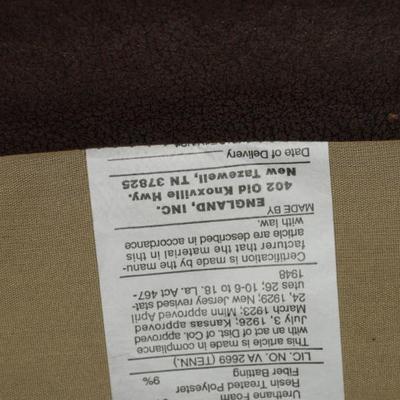 Urethane Foam
Resin Treated Polyester
Fiber Batting 9%
LIC. NO. VA 2669 (TENN.)
This article is made in compliance
with an act of Dist. of Col. approved
July 3, 1926; Kansas approved
March 1923; Minn approved April
24, 1929; New Jersey revised stat-
utes 26; 10-6 to 18. La. Act 467-
1948
Certification is made by the manu-
facturer that the material in this
article are described in accordance
with law.
MADE BY
ENGLAND, INC.
402 Old Knoxville Hwy.
New Tazewell, TN 37825
Date of Delivery